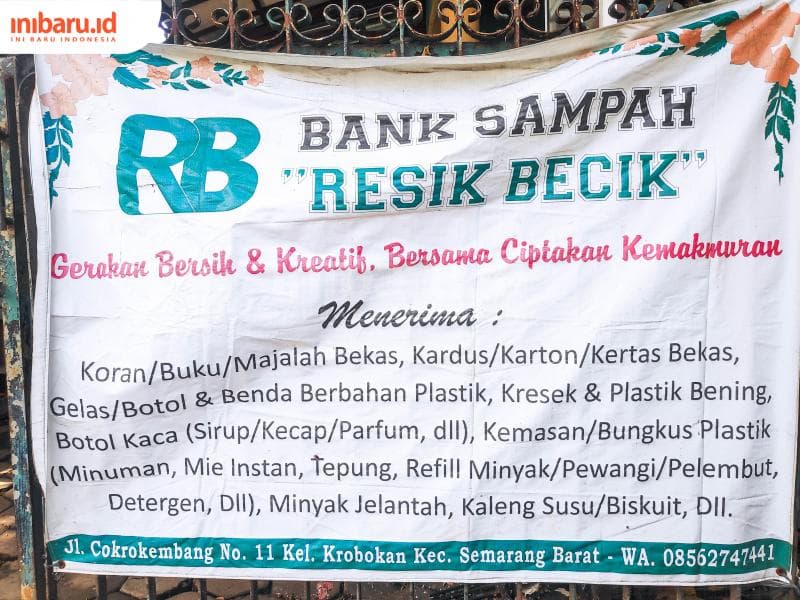 inibaru.id
INI BARU INDONESIA
RB
BANK SAMPAH
"RESIK BECIK"
Gerakan Bersih & Kreatif, Bersama Ciptakan Kemakmuran
Menerima :
Koran/Buku/Majalah Bekas, Kardus/Karton/Kertas Bekas,
Gelas/Botol & Benda Berbahan Plastik, Kresek & Plastik Bening,
Botol Kaca (Sirup/Kecap/Parfum, dll), Kemasan/Bungkus Plastik
(Minuman, Mie Instan, Tepung, Refill Minyak/Pewangi/Pelembut,
Detergen, Dll), Minyak Jelantah, Kaleng Susu/Biskuit, Dll.
Jl. Cokrokembang No. 11 Kel. Krobokan Kec. Semarang Barat - WA. 08562747441